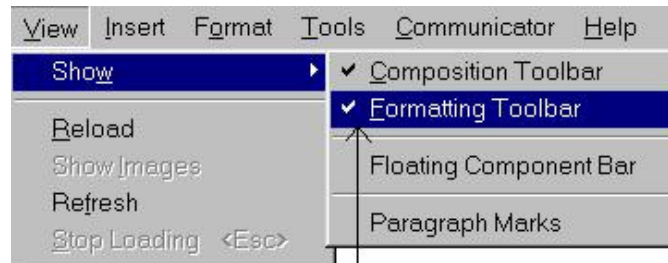 View Insert Format Tools Communicator Help
Show ✓ Composition Toolbar
✓ Formatting Toolbar
Reload
Show Images Floating Component Bar
Refresh
Stop Loading <Esc> Paragraph Marks